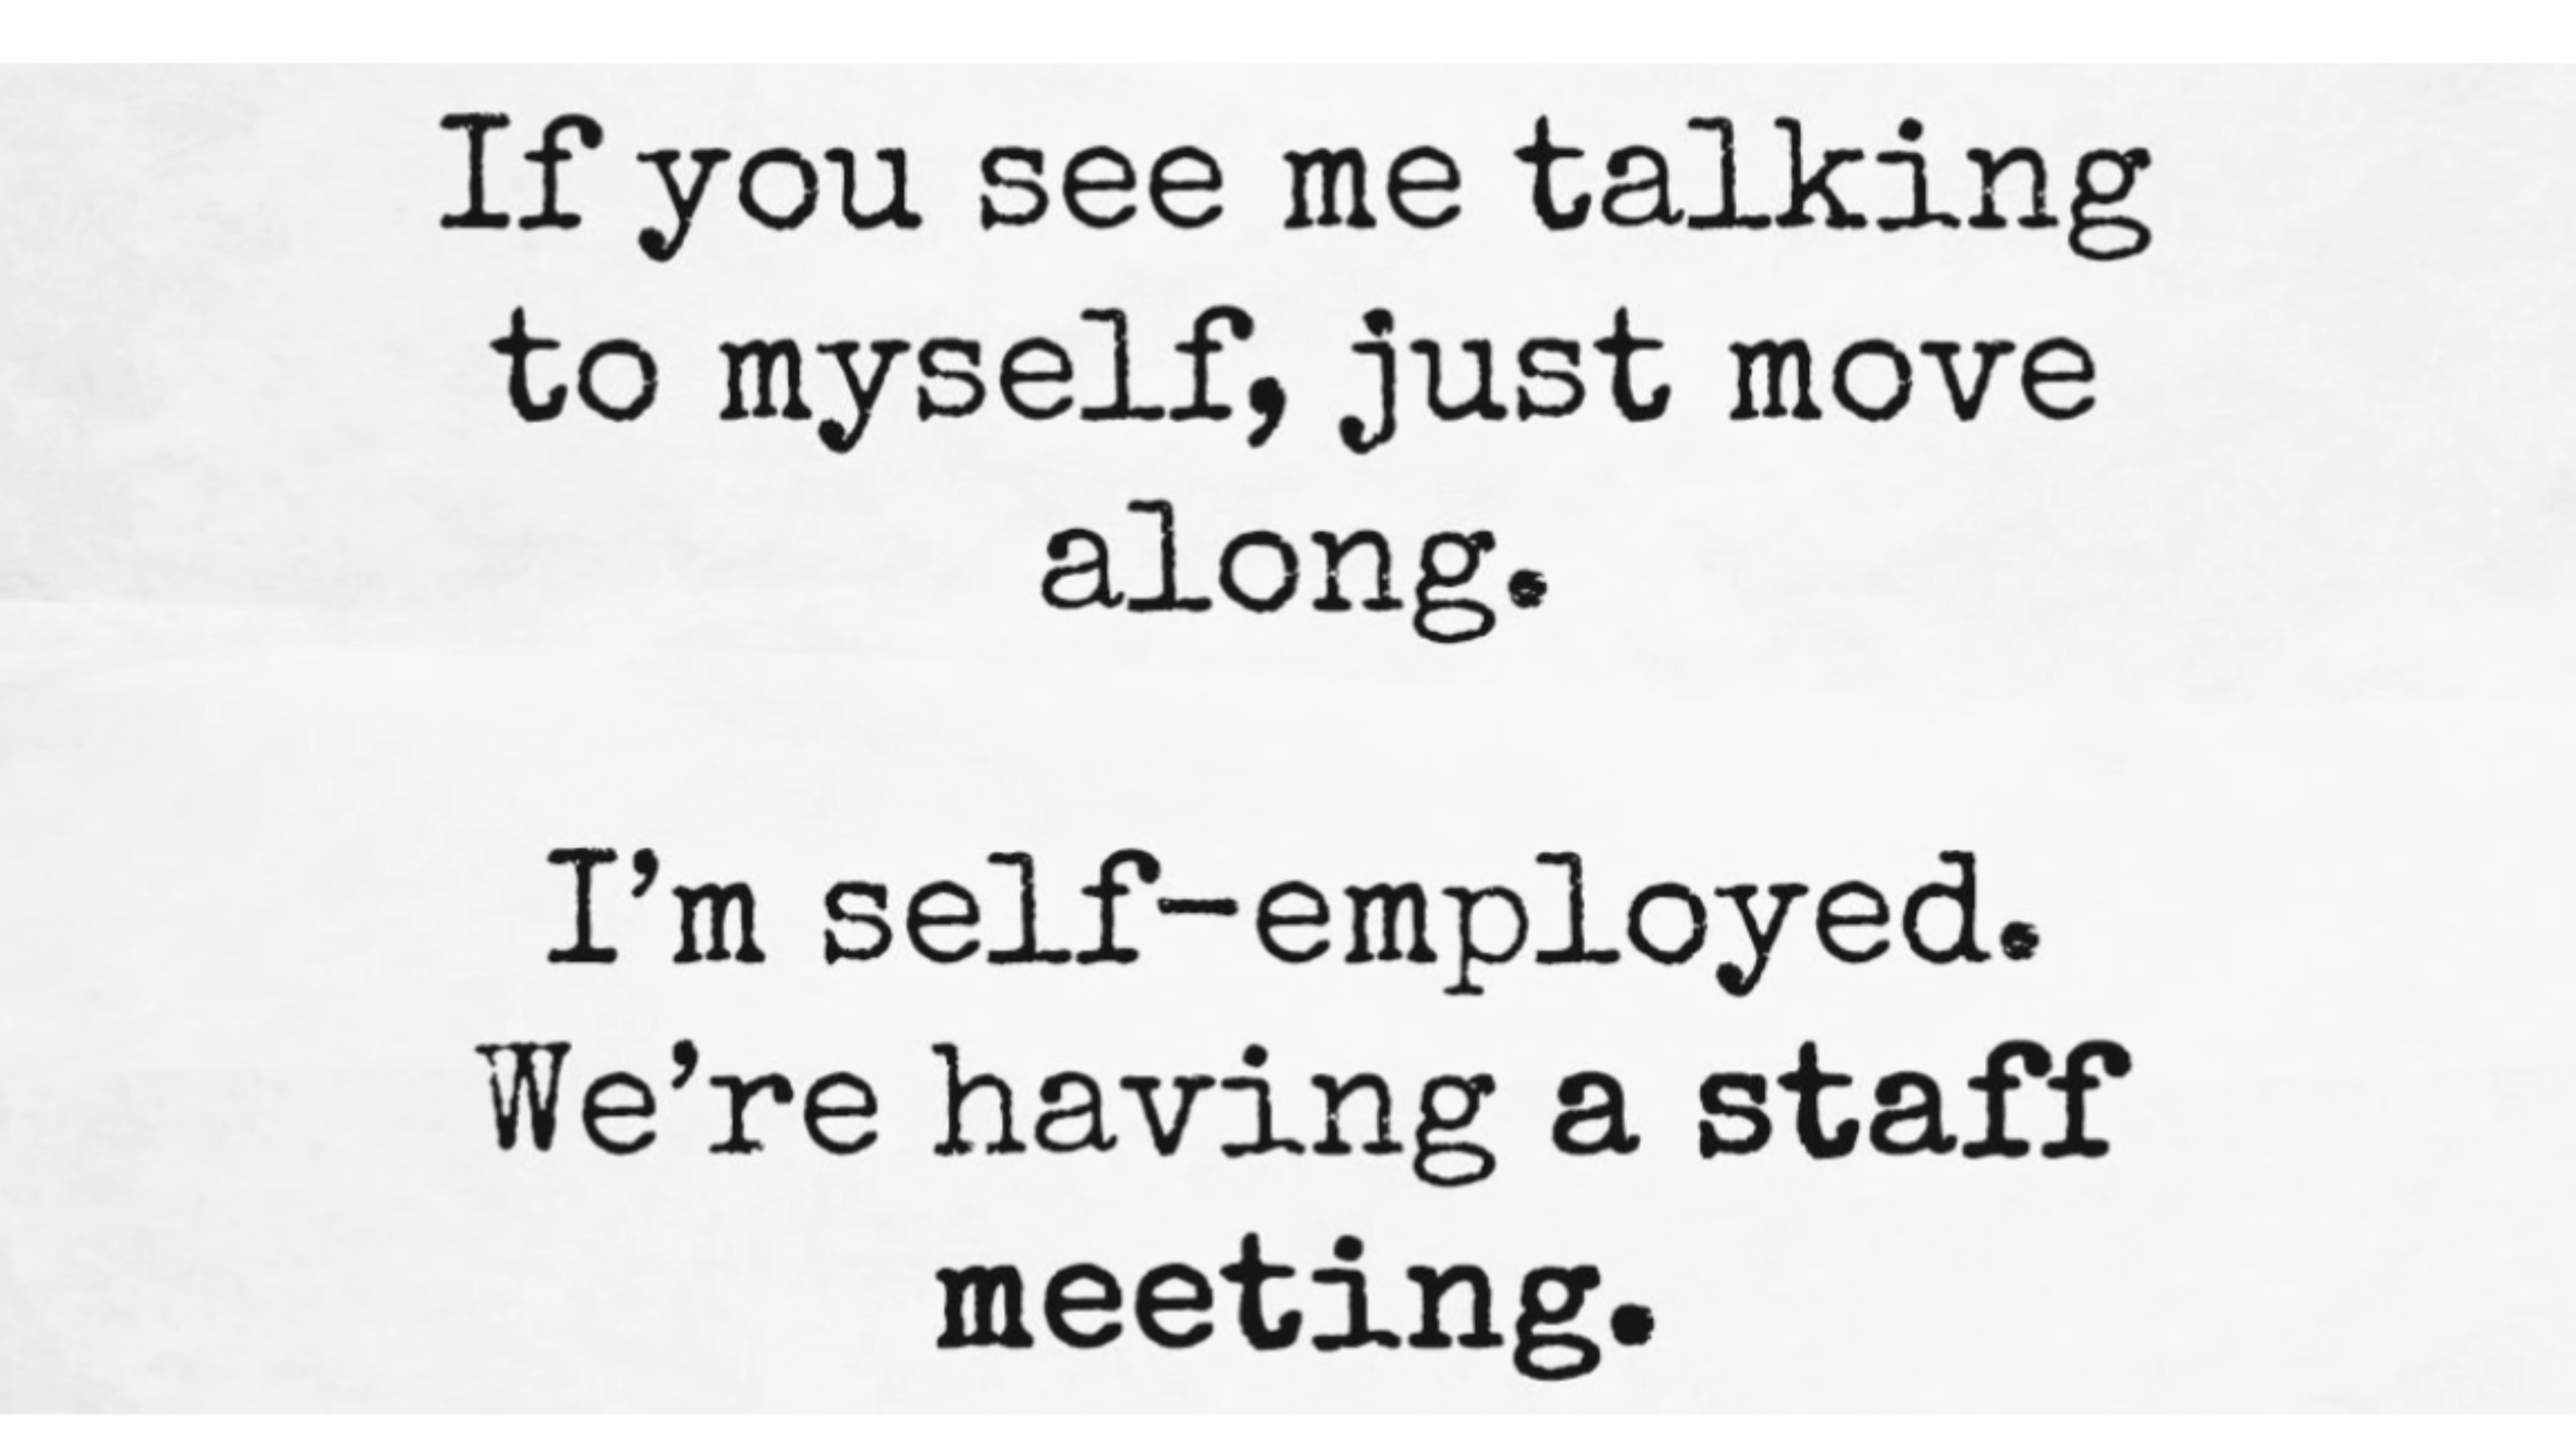 If you see me talking
to myself, just move
along.
I’m self-employed.
We’re having a staff
meeting.